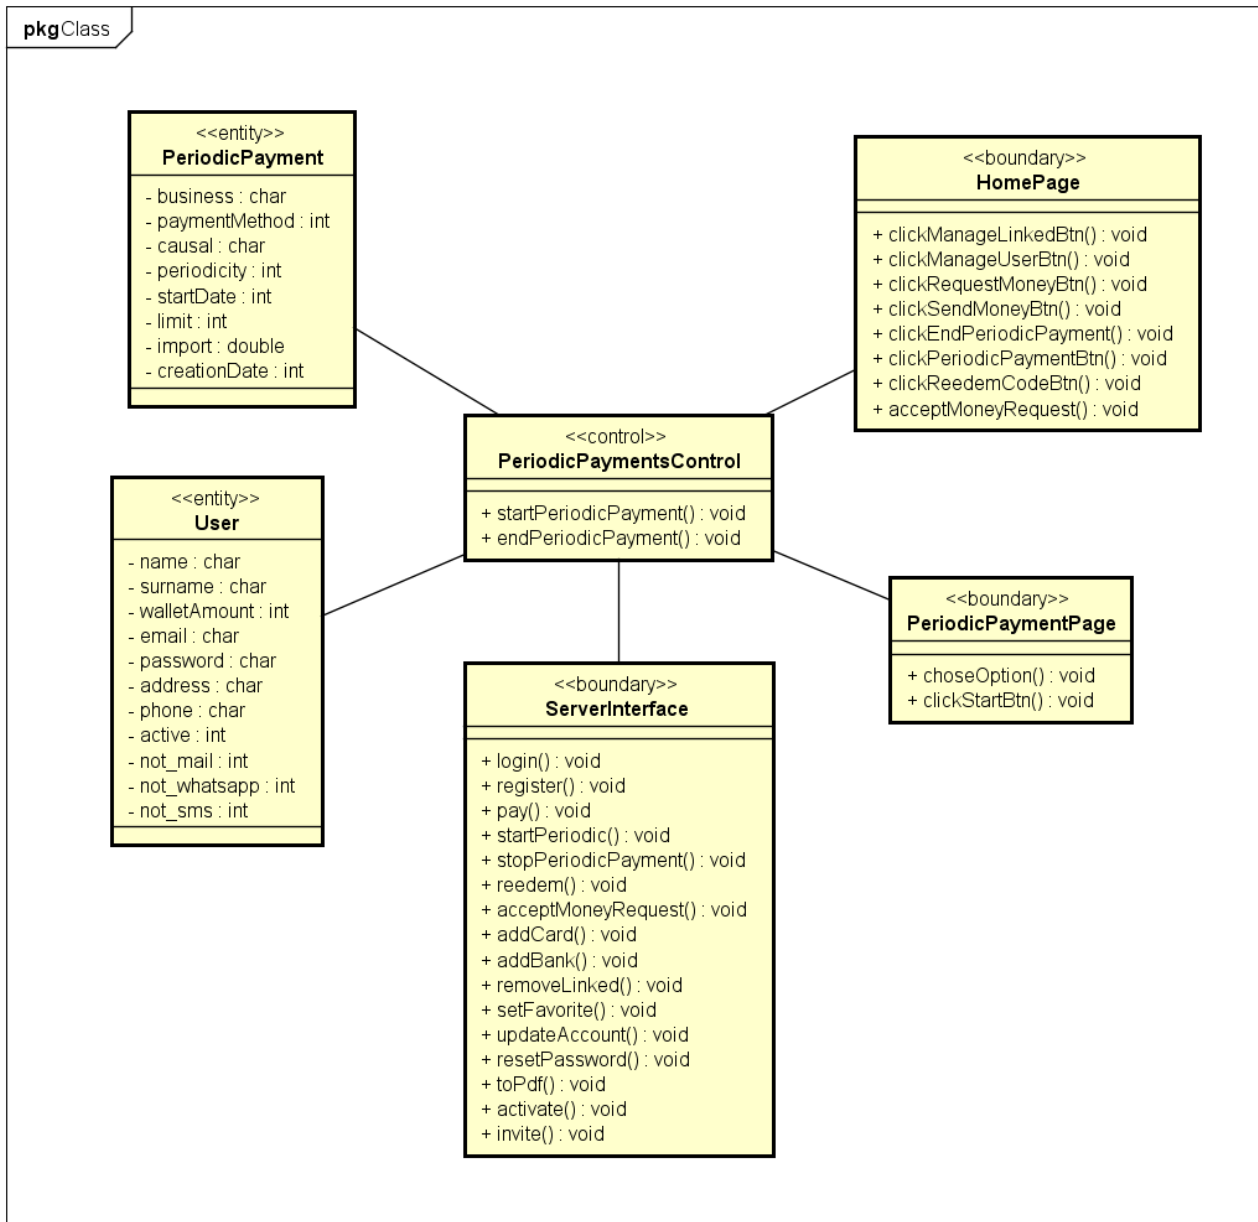 pkg Class
<<entity>>
PeriodicPayment
- business : char
- paymentMethod : int
- causal : char
- periodicity : int
- startDate : int
- limit : int
- import : double
- creationDate : int
<<boundary>>
HomePage
+ clickManageLinkedBtn() : void
+ clickManageUserBtn() : void
+ clickRequestMoneyBtn() : void
+ clickSendMoneyBtn() : void
+ clickEndPeriodicPayment() : void
+ clickPeriodicPaymentBtn() : void
+ clickReedemCodeBtn() : void
+ acceptMoneyRequest() : void
<<control>>
PeriodicPaymentsControl
+ startPeriodicPayment() : void
+ endPeriodicPayment() : void
<<entity>>
User
- name : char
- surname : char
- walletAmount : int
- email : char
- password : char
- address : char
- phone : char
- active : int
- not_mail : int
- not_whatsapp : int
- not_sms : int
<<boundary>>
PeriodicPaymentPage
+ choseOption() : void
+ clickStartBtn() : void
<<boundary>>
ServerInterface
+ login() : void
+ register() : void
+ pay() : void
+ startPeriodic() : void
+ stopPeriodicPayment() : void
+ reedem() : void
+ acceptMoneyRequest() : void
+ addCard() : void
+ addBank() : void
+ removeLinked() : void
+ setFavorite() : void
+ updateAccount() : void
+ resetPassword() : void
+ toPdf() : void
+ activate() : void
+ invite() : void